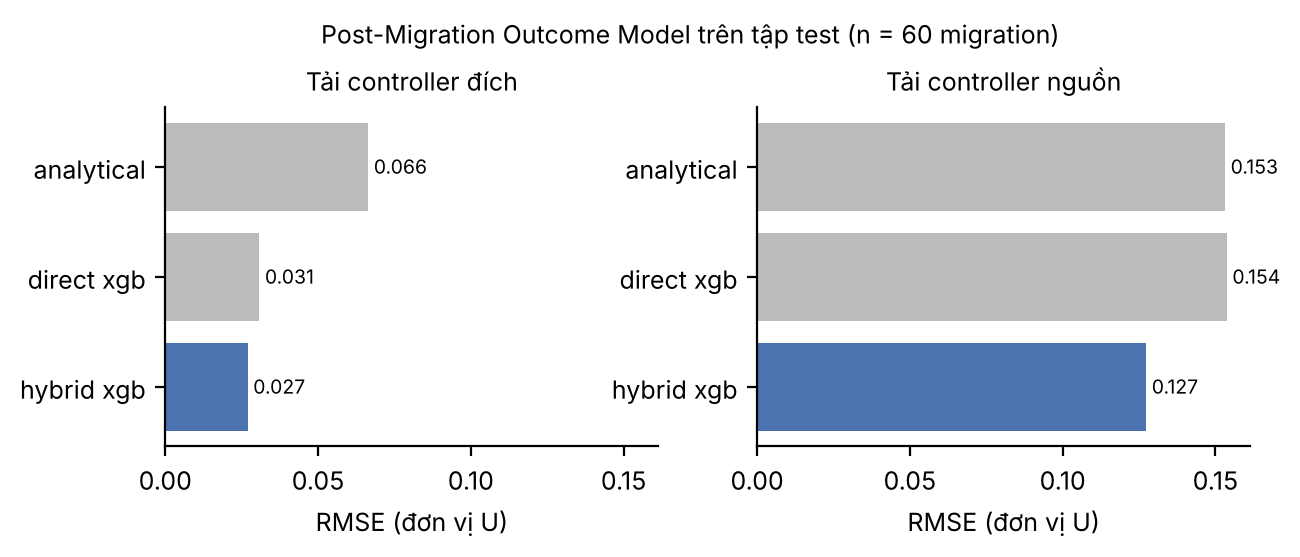 Post-Migration Outcome Model trên tập test (n = 60 migration)
Tải controller đích
analytical
0.066
direct xgb
0.031
hybrid xgb
0.027
0.00 0.05 0.10 0.15
RMSE (đơn vị U)
Tải controller nguồn
analytical
0.153
direct xgb
0.154
hybrid xgb
0.127
0.00 0.05 0.10 0.15
RMSE (đơn vị U)